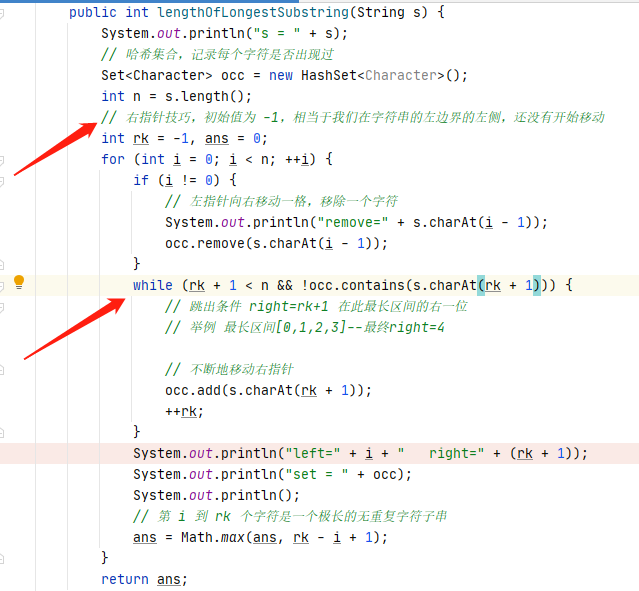 public int lengthOfLongestSubstring(String s) {
System.out.println("s = " + s);
// 哈希集合，记录每个字符是否出现过
Set<Character> occ = new HashSet<Character>();
int n = s.length();
// 右指针技巧，初始值为 -1，相当于我们在字符串的左边界的左侧，还没有开始移动
int rk = -1, ans = 0;
for (int i = 0; i < n; ++i) {
if (i != 0) {
// 左指针向右移动一格，移除一个字符
System.out.println("remove=" + s.charAt(i - 1));
occ.remove(s.charAt(i - 1));
}
while (rk + 1 < n && !occ.contains(s.charAt(rk + 1))) {
// 跳出条件 right=rk+1 在此最长区间的右一位
// 举例 最长区间[0,1,2,3]--最终right=4
// 不断地移动右指针
occ.add(s.charAt(rk + 1));
++rk;
}
System.out.println("left=" + i + "   right=" + (rk + 1));
System.out.println("set = " + occ);
System.out.println();
// 第 i 到 rk 个字符是一个极长的无重复字符子串
ans = Math.max(ans, rk - i + 1);
}
return ans;